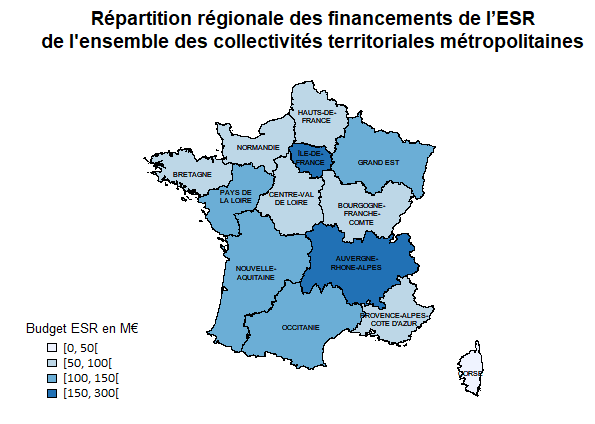 Répartition régionale des financements de l’ESR
de l'ensemble des collectivités territoriales métropolitaines
HAUTS-DE-
FRANCE
NORMANDIE
ÎLE-DE-
FRANCE
GRAND EST
BRETAGNE
PAYS DE
LA LOIRE
CENTRE-VAL
DE LOIRE
BOURGOGNE-
FRANCHE-
COMTE
AUVERGNE-
RHONE-ALPES
NOUVELLE-
AQUITAINE
OCCITANIE
PROVENCE-ALPES-
COTE D'AZUR
CORSE
Budget ESR en M€
[0, 50[
[50, 100[
[100, 150[
[150, 300[